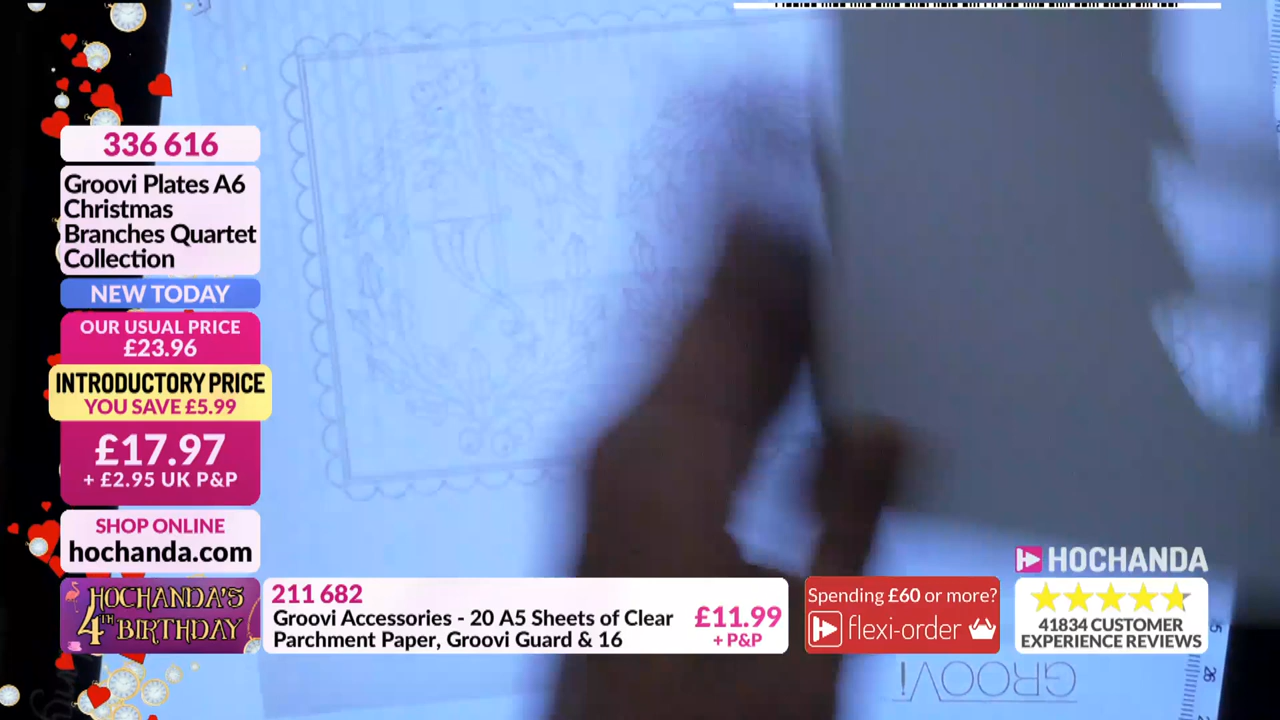 336 616
Groovi Plates A6
Christmas
Branches Quartet
Collection
NEW TODAY
OUR USUAL PRICE
£23.96
INTRODUCTORY PRICE
YOU SAVE £5.99
£17.97
+ £2.95 UK P&P
SHOP ONLINE
hochanda.com
HOCHANDA'S
4TH BIRTHDAY
211 682
Groovi Accessories - 20 A5 Sheets of Clear
Parchment Paper, Groovi Guard & 16
£11.99
+ P&P
Spending £60 or more?
flexi-order
HOCHANDA
41834 CUSTOMER
EXPERIENCE REVIEWS
GROOVi
26